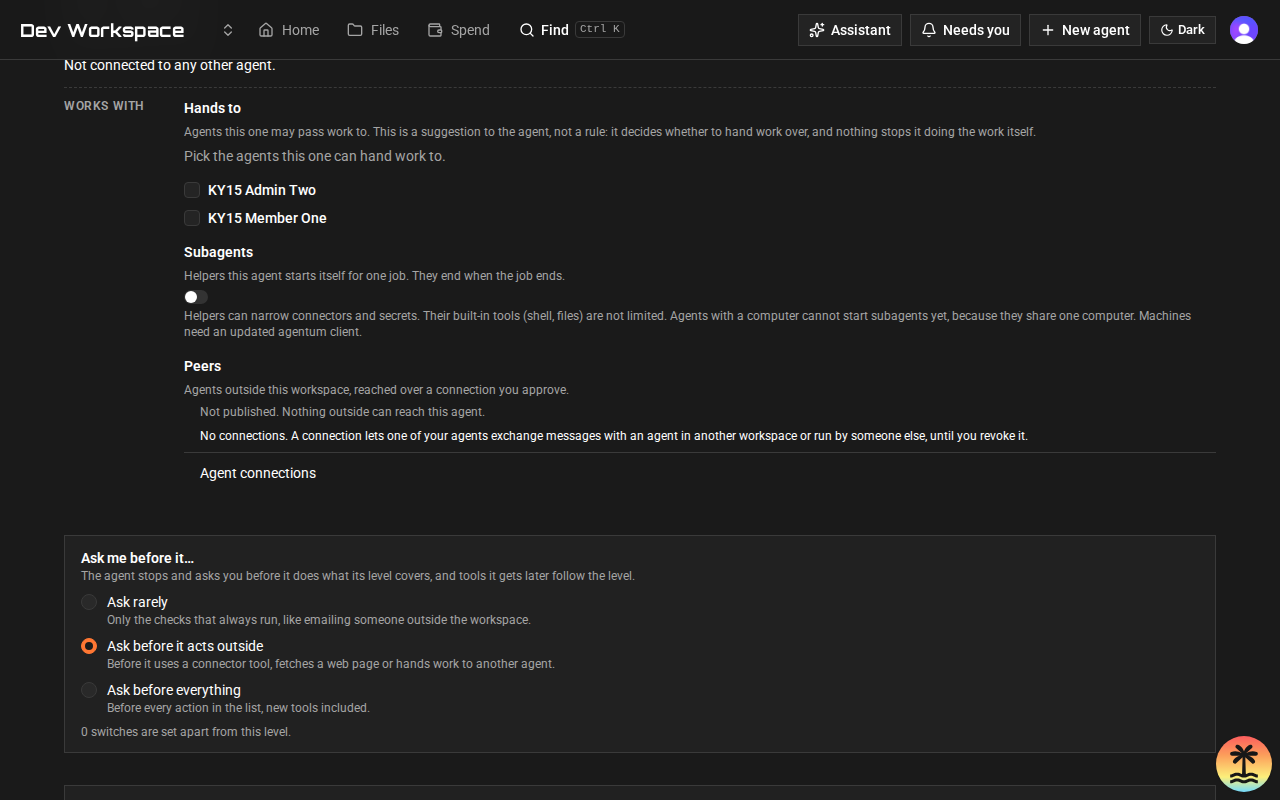 Dev Workspace
Home
Files
Spend
Find
Ctrl K
Assistant
Needs you
New agent
Dark
Not connected to any other agent.
WORKS WITH
Hands to
Agents this one may pass work to. This is a suggestion to the agent, not a rule: it decides whether to hand work over, and nothing stops it doing the work itself.
Pick the agents this one can hand work to.
KY15 Admin Two
KY15 Member One
Subagents
Helpers this agent starts itself for one job. They end when the job ends.
Helpers can narrow connectors and secrets. Their built-in tools (shell, files) are not limited. Agents with a computer cannot start subagents yet, because they share one computer. Machines
need an updated agentum client.
Peers
Agents outside this workspace, reached over a connection you approve.
Not published. Nothing outside can reach this agent.
No connections. A connection lets one of your agents exchange messages with an agent in another workspace or run by someone else, until you revoke it.
Agent connections
Ask me before it…
The agent stops and asks you before it does what its level covers, and tools it gets later follow the level.
Ask rarely
Only the checks that always run, like emailing someone outside the workspace.
Ask before it acts outside
Before it uses a connector tool, fetches a web page or hands work to another agent.
Ask before everything
Before every action in the list, new tools included.
0 switches are set apart from this level.